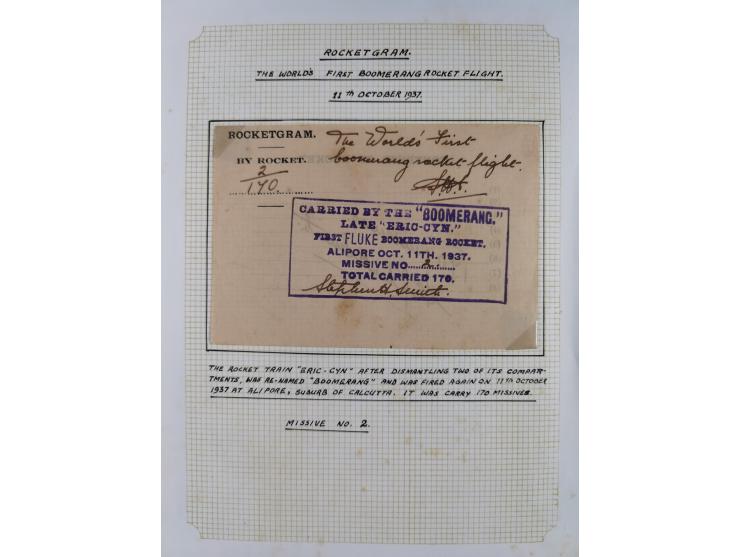 ROCKETGRAM.
THE WORLD'S FIRST BOOMERANG ROCKET FLIGHT.
11th OCTOBER 1937.
ROCKETGRAM.
BY ROCKET.
2
170
The World's First
boomerang rocket flight.
S.H.S.
CARRIED BY THE "BOOMERANG."
LATE "ERIC-CYN."
FIRST FLUKE BOOMERANG ROCKET.
ALIPORE OCT. 11TH. 1937.
MISSIVE NO....2......
TOTAL CARRIED 170.
Stephen H. Smith.
THE ROCKET TRAIN "ERIC-CYN" AFTER DISMANTLING TWO OF ITS COMPART-
TMENTS, WAS RE-NAMED "BOOMERANG" AND WAS FIRED AGAIN ON 11TH OCTOBER
1937 AT ALIPORE, SUBURB OF CALCUTTA. IT WAS CARRY 170 MISSIVES.
MISSIVE NO. 2.